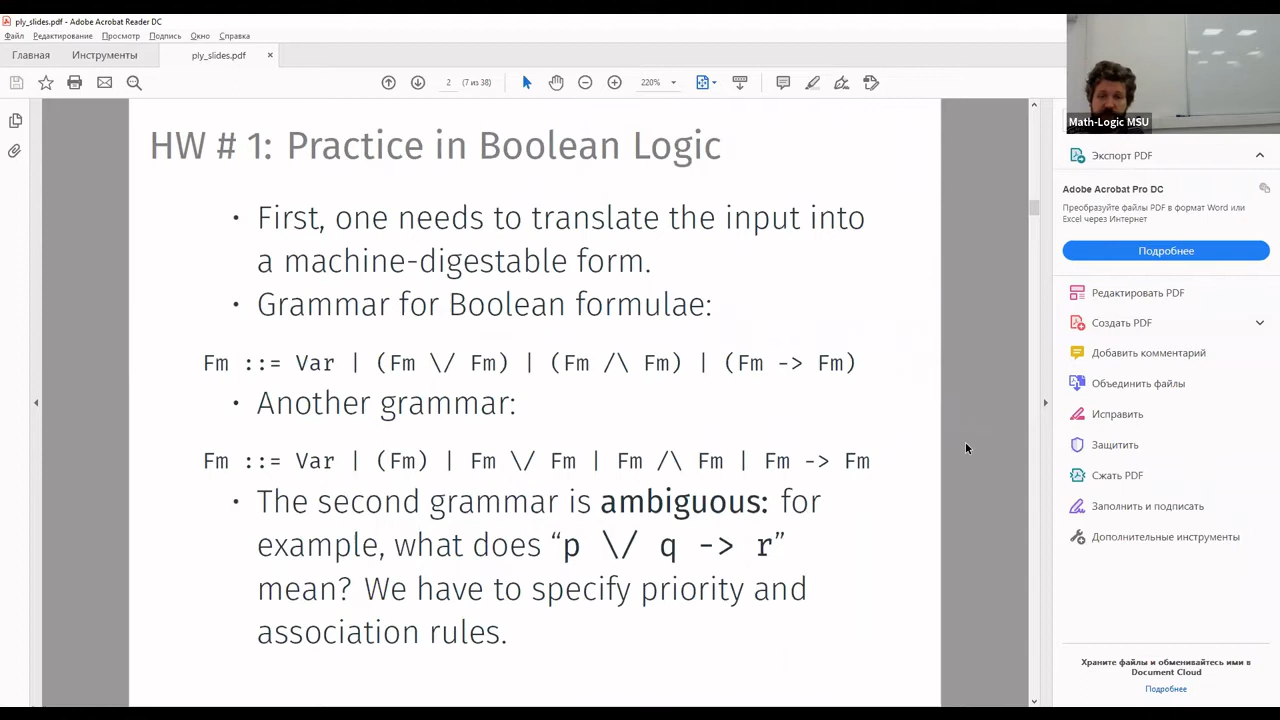 ply_slides.pdf - Adobe Acrobat Reader DC
Файл Редактирование Просмотр Подпись Окно Справка
Главная Инструменты ply_slides.pdf ×
2 (7 из 38) 220%
Math-Logic MSU
HW # 1: Practice in Boolean Logic
• First, one needs to translate the input into
a machine-digestable form.
• Grammar for Boolean formulae:
Fm ::= Var | (Fm \/ Fm) | (Fm /\ Fm) | (Fm -> Fm)
• Another grammar:
Fm ::= Var | (Fm) | Fm \/ Fm | Fm /\ Fm | Fm -> Fm
• The second grammar is ambiguous: for
example, what does “p \/ q -> r”
mean? We have to specify priority and
association rules.
Экспорт PDF
Adobe Acrobat Pro DC
Преобразуйте файлы PDF в формат Word или
Excel через Интернет
Подробнее
Редактировать PDF
Создать PDF
Добавить комментарий
Объединить файлы
Исправить
Защитить
Сжать PDF
Заполнить и подписать
Дополнительные инструменты
Храните файлы и обменивайтесь ими в
Document Cloud
Подробнее